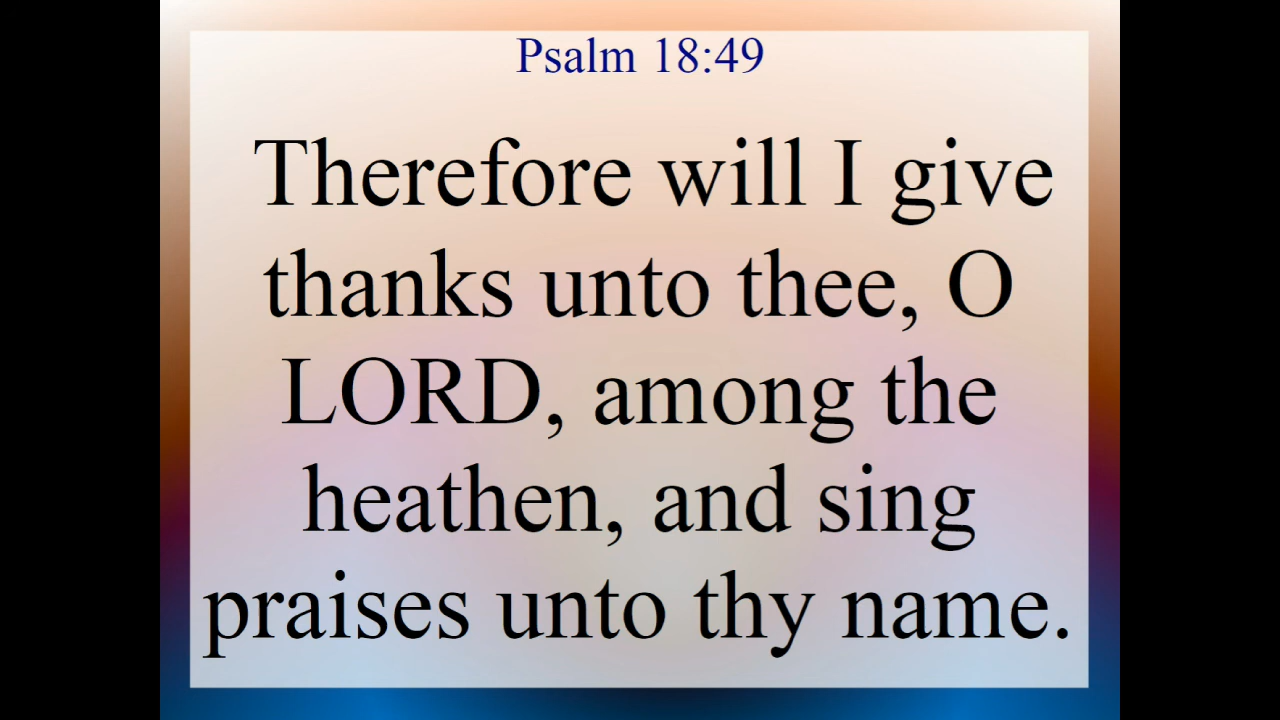 Psalm 18:49
Therefore will I give
thanks unto thee, O
LORD, among the
heathen, and sing
praises unto thy name.